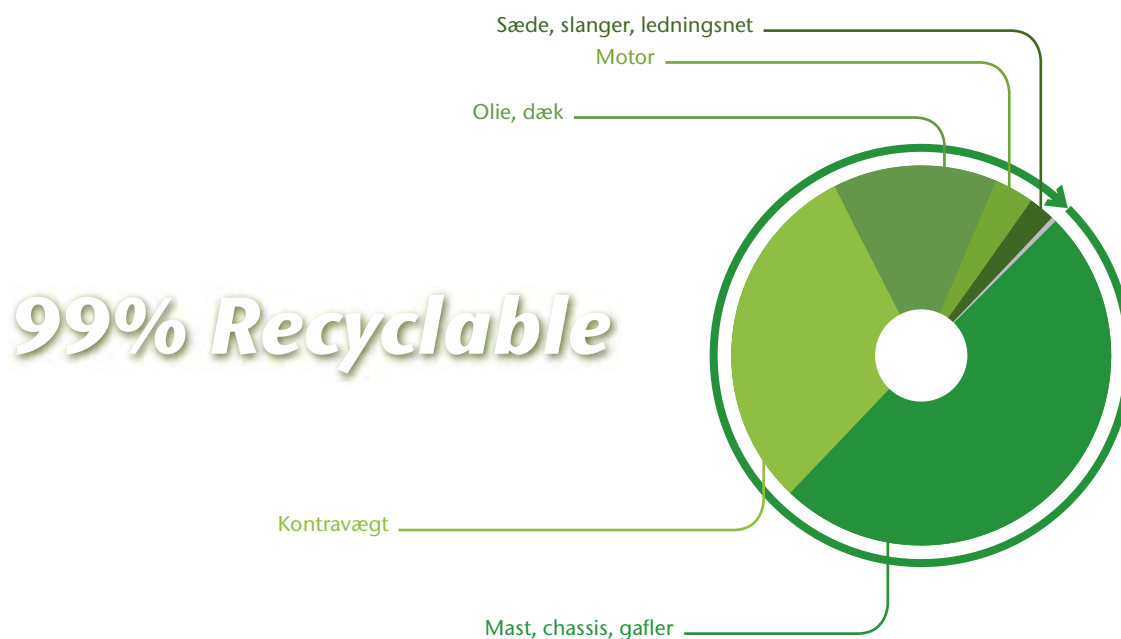 Sæde, slanger, ledningsnet
Motor
Olie, dæk
99% Recyclable
Kontravægt
Mast, chassis, gafler